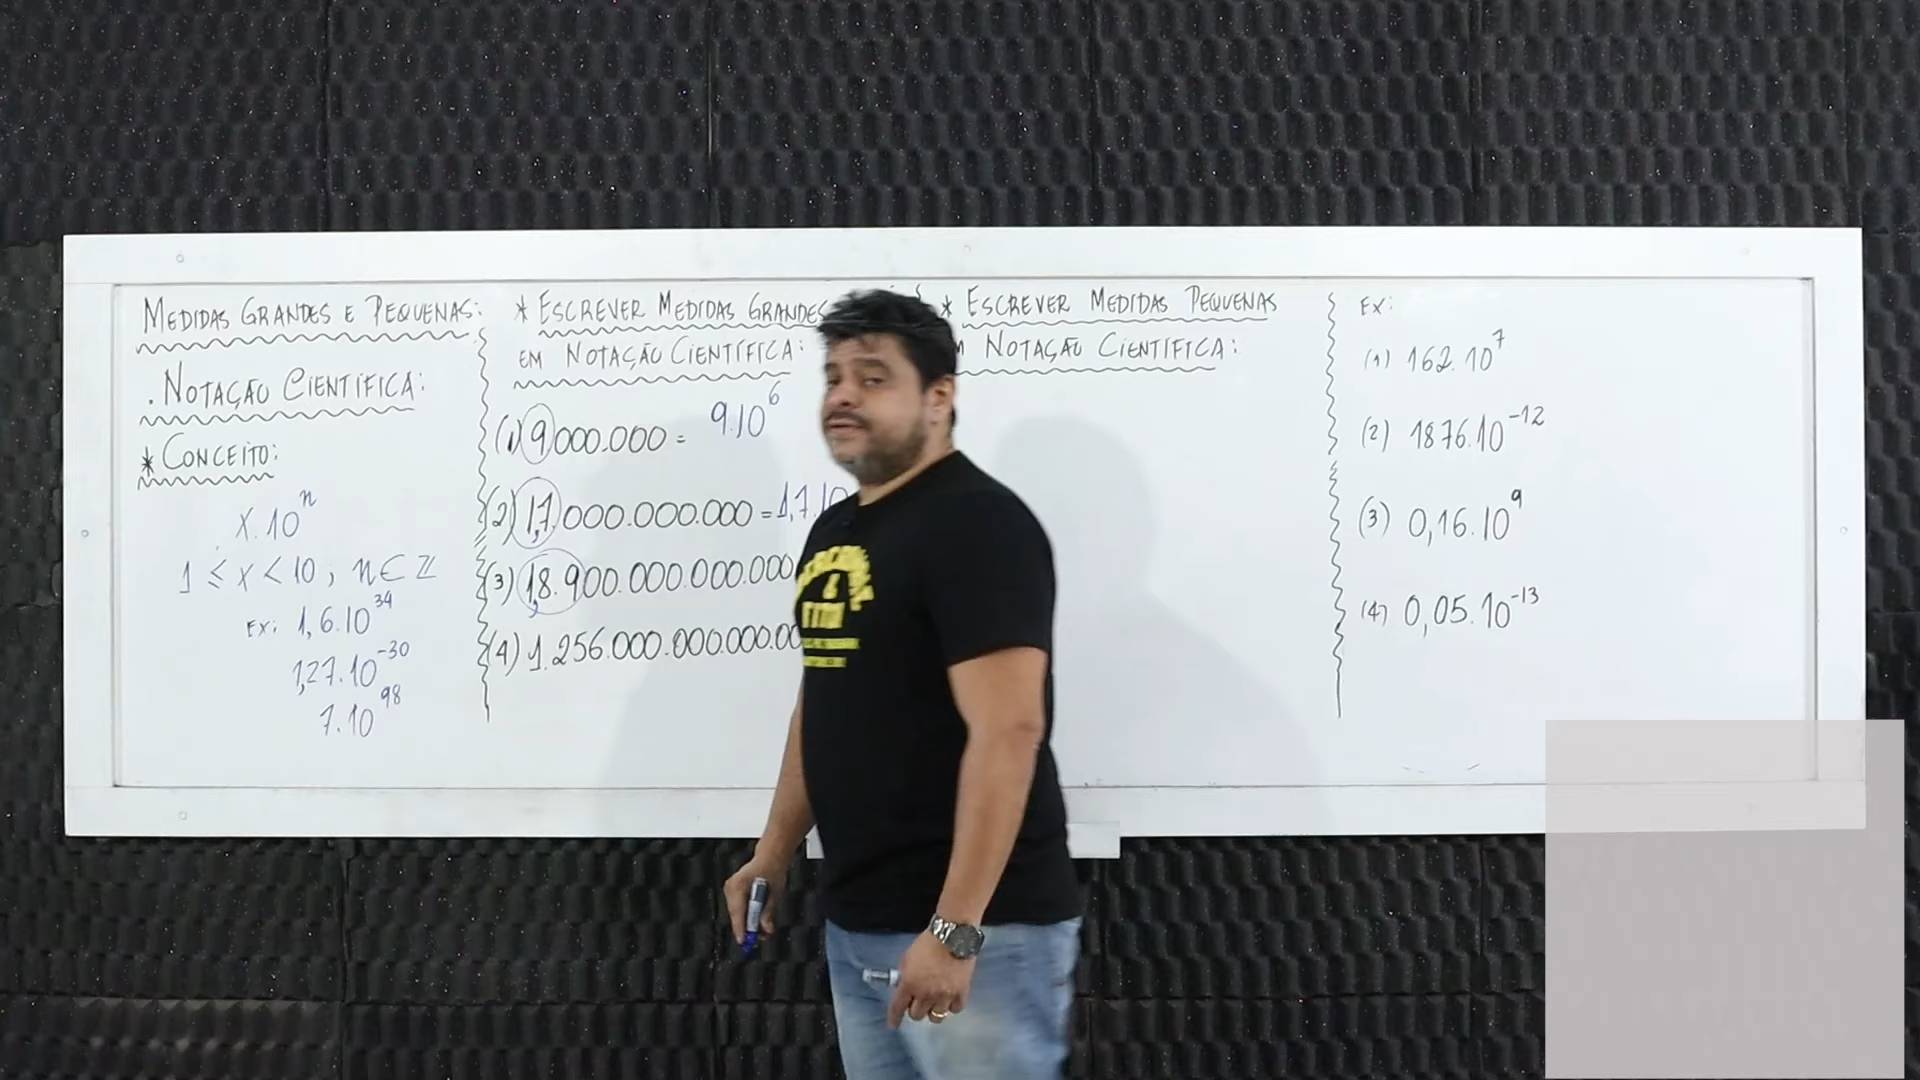 MEDIDAS GRANDES E PEQUENAS:
. NOTAÇÃO CIENTÍFICA:
* CONCEITO:
X.10^n
1 ≤ x < 10 ; n ∈ Z
EX: 1,6.10^34
1,27.10^-30
7.10^98
* ESCREVER MEDIDAS GRANDES
EM NOTAÇÃO CIENTÍFICA:
(1) 9000.000 = 9.10^6
(2) 1,7.000.000.000 = 1,7.10
(3) 1,8.900.000.000.000
(4) 1.256.000.000.000.00
* ESCREVER MEDIDAS PEQUENAS
NOTAÇÃO CIENTÍFICA:
EX:
(1) 162.10^7
(2) 1876.10^-12
(3) 0,16.10^9
(4) 0,05.10^-13